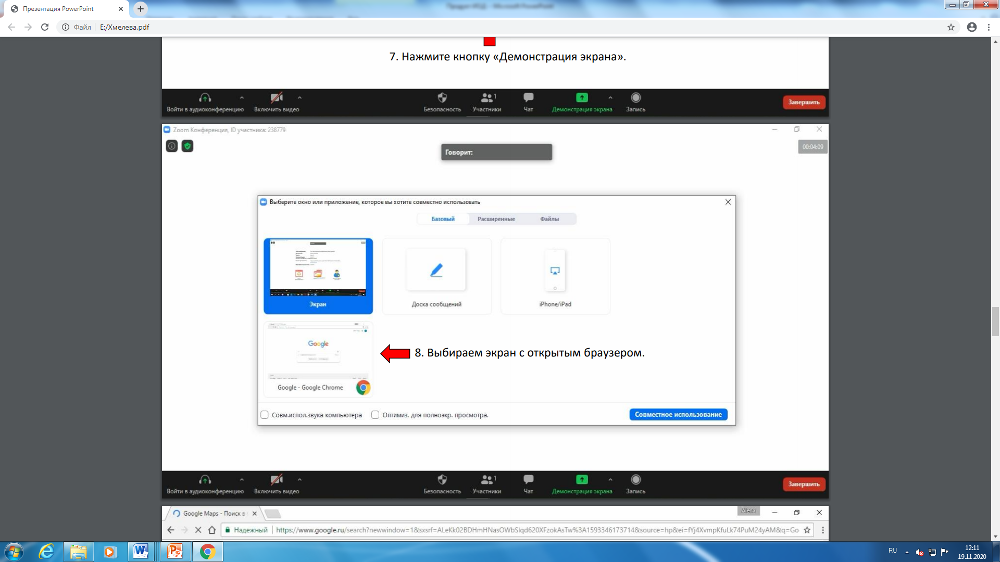 Презентация PowerPoint
Файл
E:/Хмелева.pdf
7. Нажмите кнопку «Демонстрация экрана».
Войти в аудиоконференцию
Включить видео
Безопасность
Участники
1
Чат
Демонстрация экрана
Запись
Завершить
Zoom Конференция, ID участника: 238779
Говорит:
00:04:09
Выберите окно или приложение, которое вы хотите совместно использовать
Базовый
Расширенные
Файлы
Экран
Доска сообщений
iPhone/iPad
Google
8. Выбираем экран с открытым браузером.
Google - Google Chrome
Совм.испол.звука компьютера
Оптимиз. для полноэкр. просмотра.
Совместное использование
Войти в аудиоконференцию
Включить видео
Безопасность
Участники
1
Чат
Демонстрация экрана
Запись
Завершить
Google Maps - Поиск в
Alena
Надежный
https://www.google.ru/search?newwindow=1&sxsrf=ALeKk02BDHmHNasOWbSIqd620XFzokAsTw%3A1593346173714&source=hp&ei=fYj4XvmpKfuLk74PuM24yAM&q=Go
RU
12:11
19.11.2020